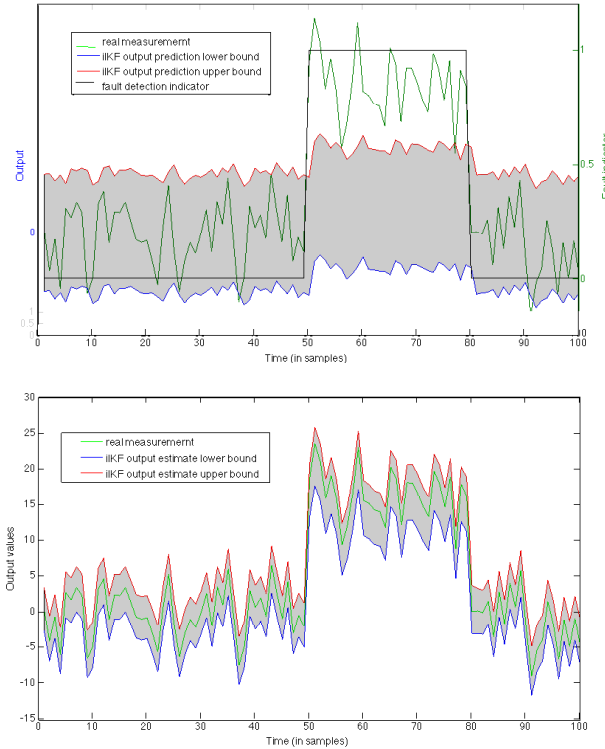 real measurememt
iIKF output prediction lower bound
iIKF output prediction upper bound
fault detection indicator
Output
0
1
0.5
0
1
0.5
0
Fault indicator
0 10 20 30 40 50 60 70 80 90 100
Time (in samples)
30
25
20
15
10
5
0
-5
-10
-15
real measurememt
iIKF output estimate lower bound
iIKF output estimate upper bound
Output values
0 10 20 30 40 50 60 70 80 90 100
Time (in samples)